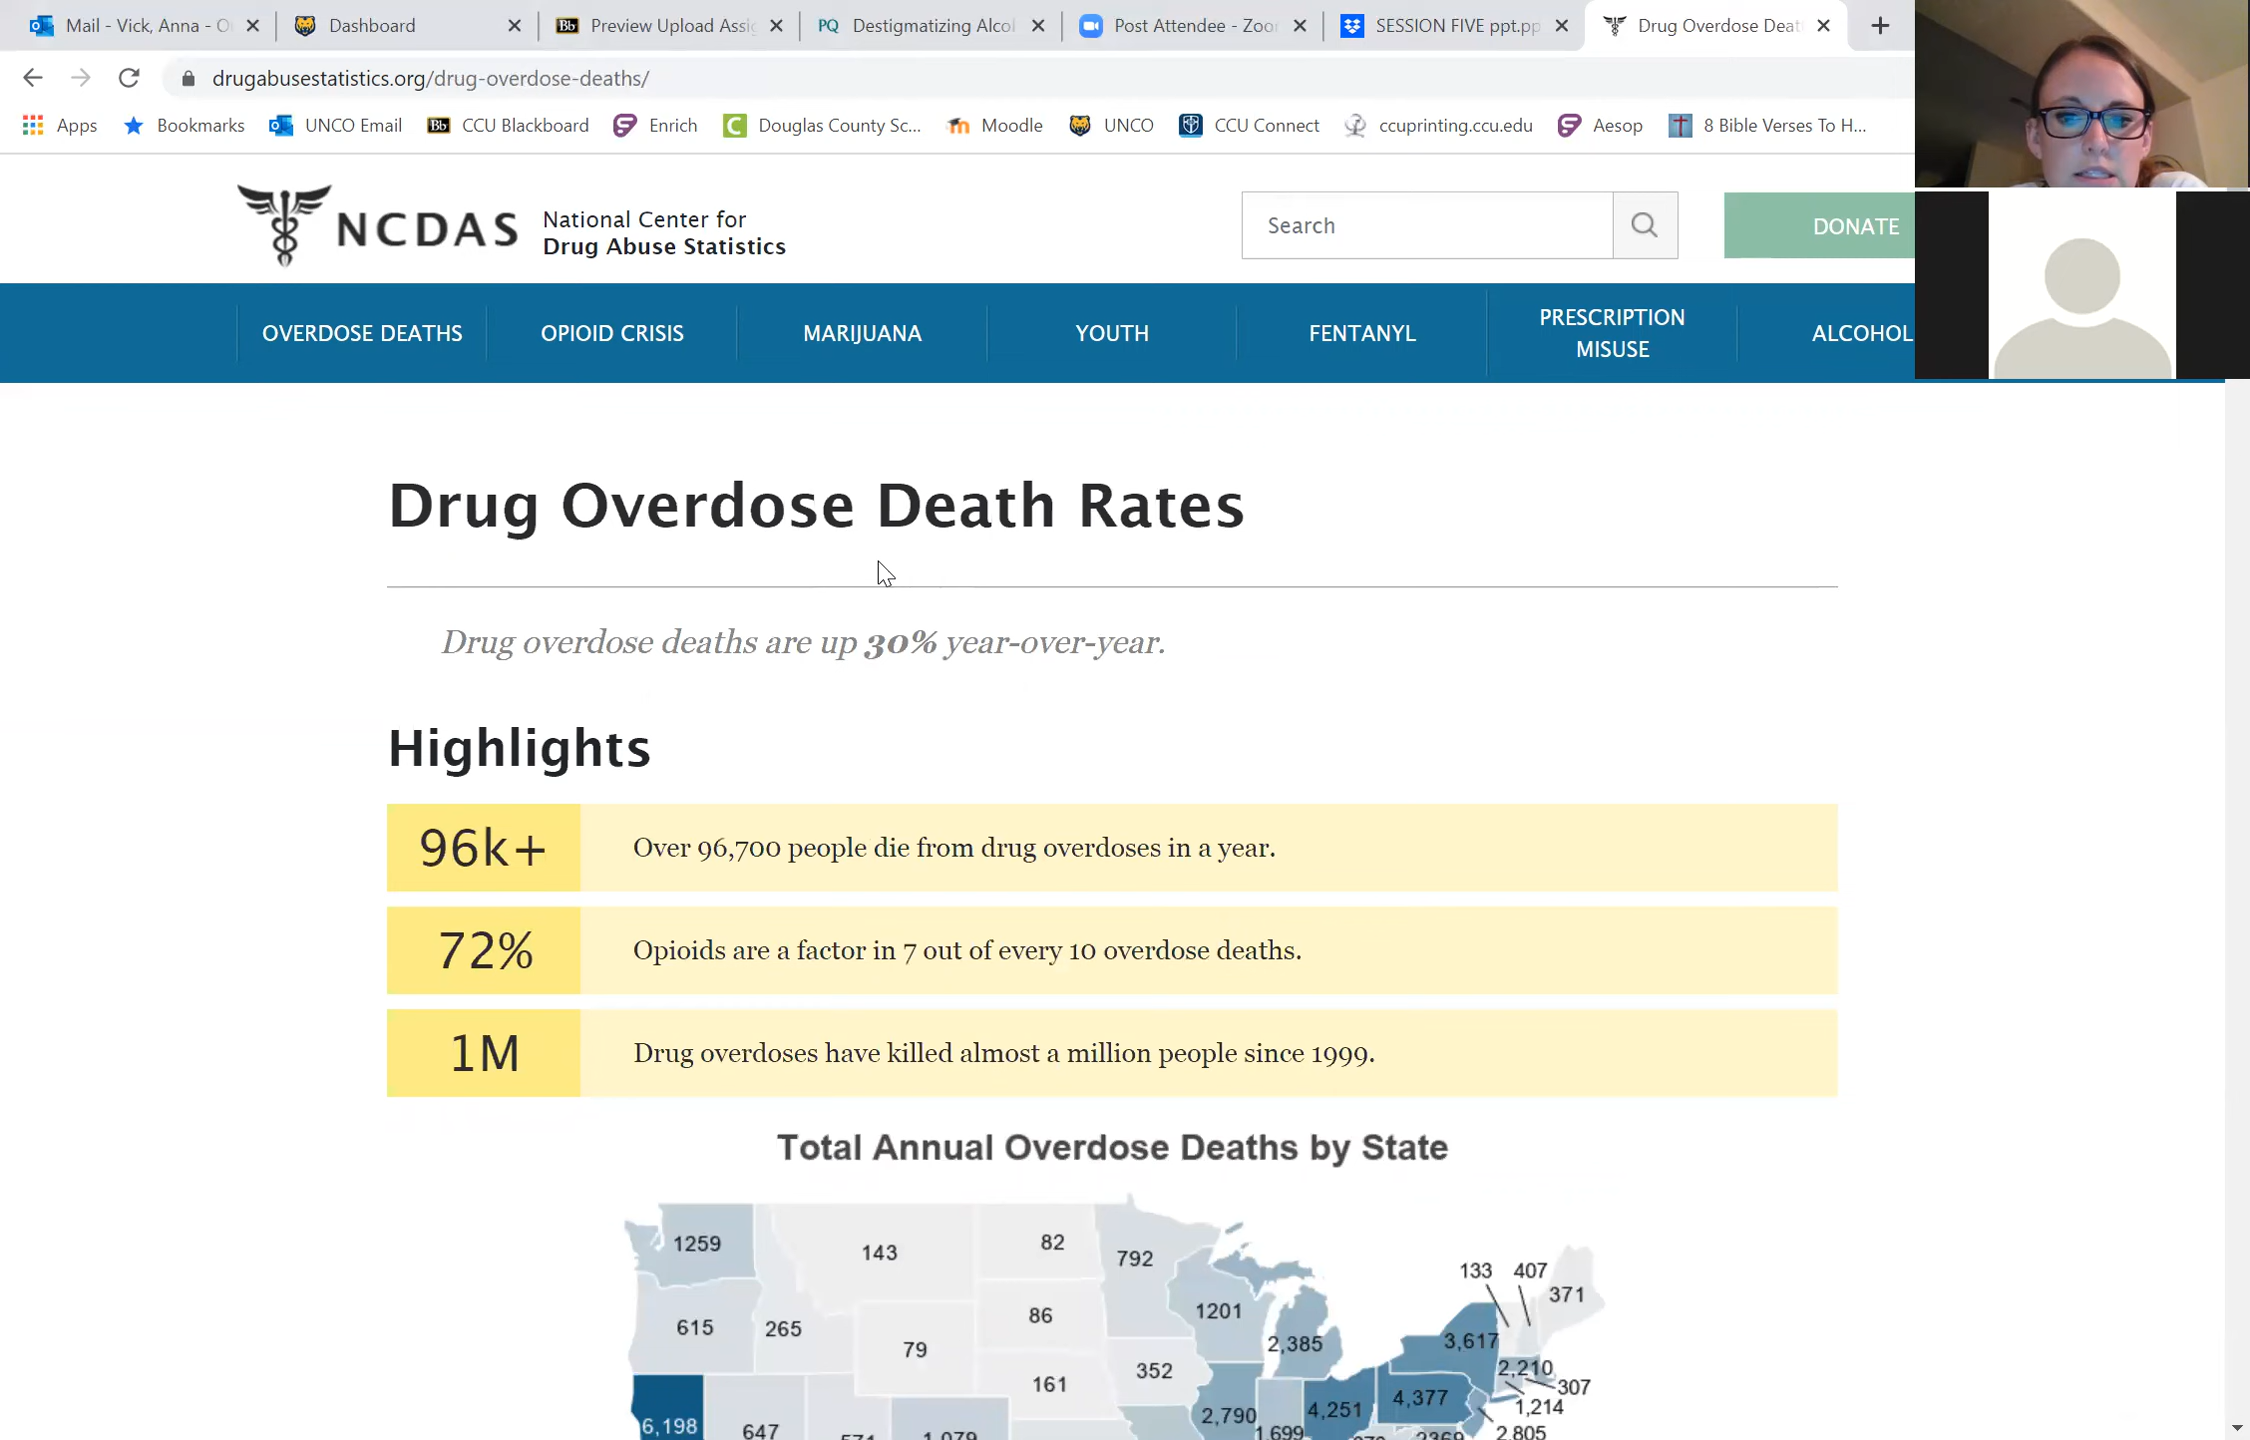 Mail - Vick, Anna - O
Dashboard
Preview Upload Assig
Destigmatizing Alcol
Post Attendee - Zoo
SESSION FIVE ppt.pp
Drug Overdose Deat
drugabusestatistics.org/drug-overdose-deaths/
Apps
Bookmarks
UNCO Email
Bb
CCU Blackboard
Enrich
Douglas County Sc...
Moodle
UNCO
CCU Connect
ccuprinting.ccu.edu
Aesop
8 Bible Verses To H...
NCDAS
National Center for
Drug Abuse Statistics
Search
DONATE
OVERDOSE DEATHS
OPIOID CRISIS
MARIJUANA
YOUTH
FENTANYL
PRESCRIPTION
MISUSE
ALCOHOL
Drug Overdose Death Rates
Drug overdose deaths are up 30% year-over-year.
Highlights
96k+ Over 96,700 people die from drug overdoses in a year.
72% Opioids are a factor in 7 out of every 10 overdose deaths.
1M Drug overdoses have killed almost a million people since 1999.
Total Annual Overdose Deaths by State
1259
143
82
792
133
407
371
615
265
79
86
1201
2,385
3,617
161
352
2,210
307
6,198
647
2,790
4,251
4,377
1,214
1,079
1,699
2,805